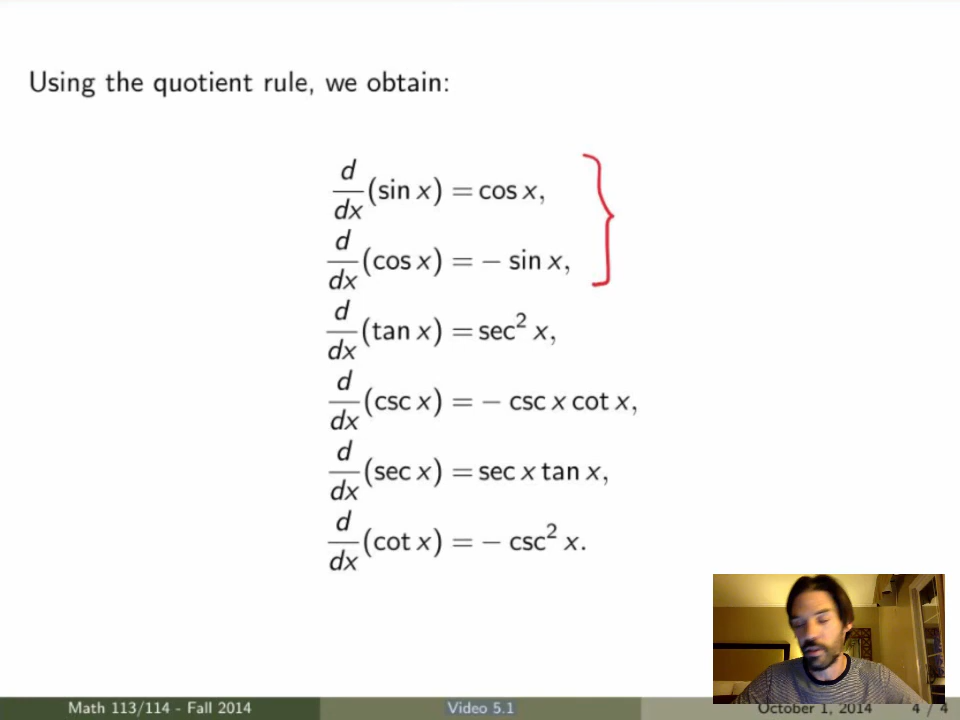 Using the quotient rule, we obtain:
d/dx (sin x) = cos x,
d/dx (cos x) = − sin x,
d/dx (tan x) = sec² x,
d/dx (csc x) = − csc x cot x,
d/dx (sec x) = sec x tan x,
d/dx (cot x) = − csc² x.
Math 113/114 - Fall 2014 Video 5.1 October 1, 2014 4 / 4